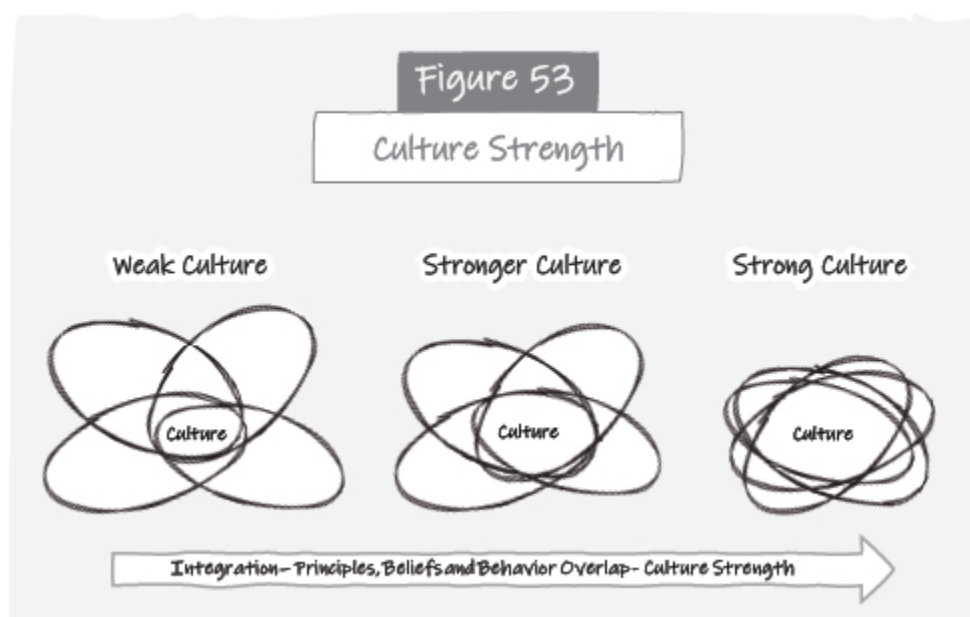 Figure 53
Culture Strength
Weak Culture
Stronger Culture
Strong Culture
Culture
Culture
Culture
Integration- Principles, Beliefs and Behavior Overlap- Culture Strength